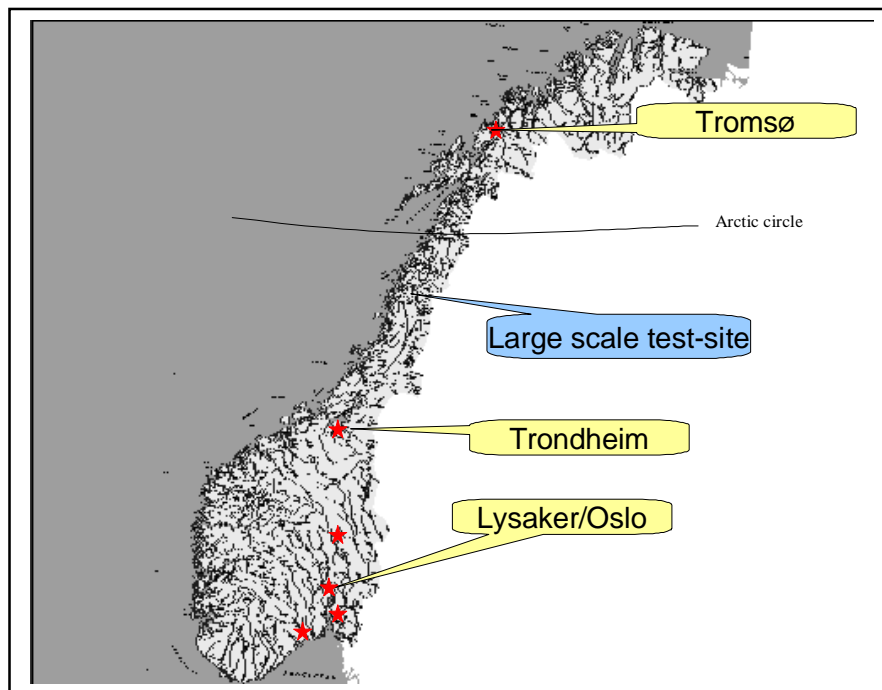 Tromsø
Arctic circle
Large scale test-site
Trondheim
Lysaker/Oslo